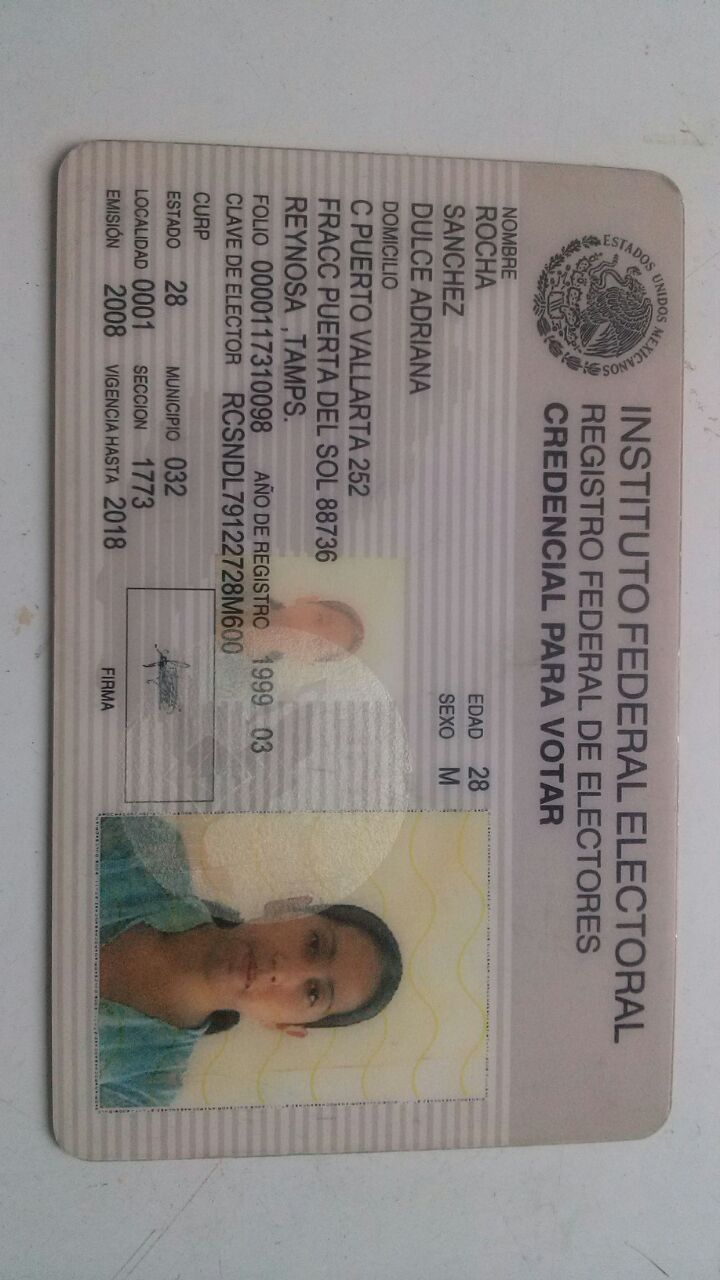 ESTADOS UNIDOS MEXICANOS
INSTITUTO FEDERAL ELECTORAL
REGISTRO FEDERAL DE ELECTORES
CREDENCIAL PARA VOTAR
NOMBRE
ROCHA
SANCHEZ
DULCE ADRIANA
EDAD 28
SEXO M
DOMICILIO
C PUERTO VALLARTA 252
FRACC PUERTA DEL SOL 88736
REYNOSA ,TAMPS.
FOLIO 0000117310098 AÑO DE REGISTRO 1999 03
CLAVE DE ELECTOR RCSNDL79122728M600
CURP
ESTADO 28 MUNICIPIO 032
LOCALIDAD 0001 SECCION 1773
EMISIÓN 2008 VIGENCIA HASTA 2018
FIRMA